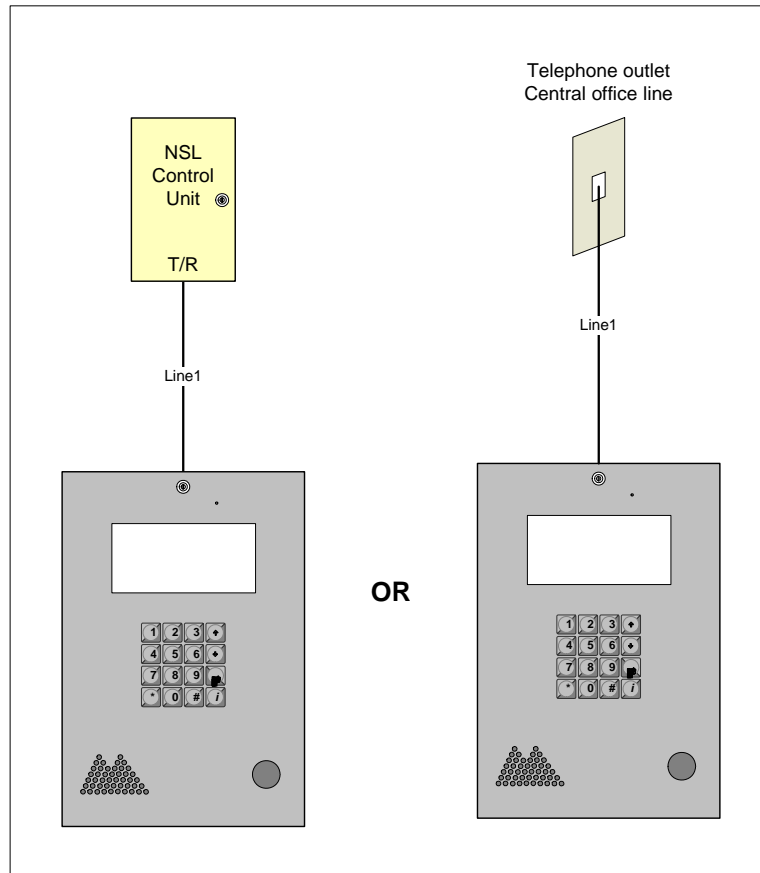 NSL
Control
Unit
T/R
Line1
1 2 3
4 5 6
7 8 9
* 0 # i
OR
Telephone outlet
Central office line
Line1
1 2 3
4 5 6
7 8 9
* 0 # i